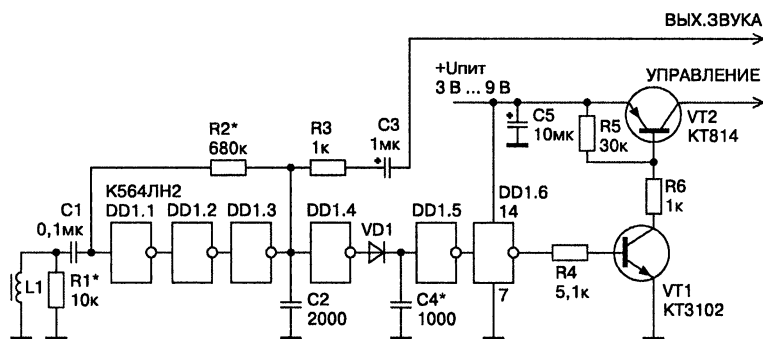 ВЫХ.ЗВУКА
+Uпит
3 В ... 9 В
УПРАВЛЕНИЕ
R2*
680к
R3
1к
C3
1мк
+
+
C5
10мк
R5
30к
VT2
КТ814
К564ЛН2
C1
0,1мк
DD1.1
DD1.2
DD1.3
DD1.4
VD1
DD1.5
DD1.6
14
R6
1к
L1
R1*
10к
C2
2000
C4*
1000
7
R4
5,1к
VT1
КТ3102